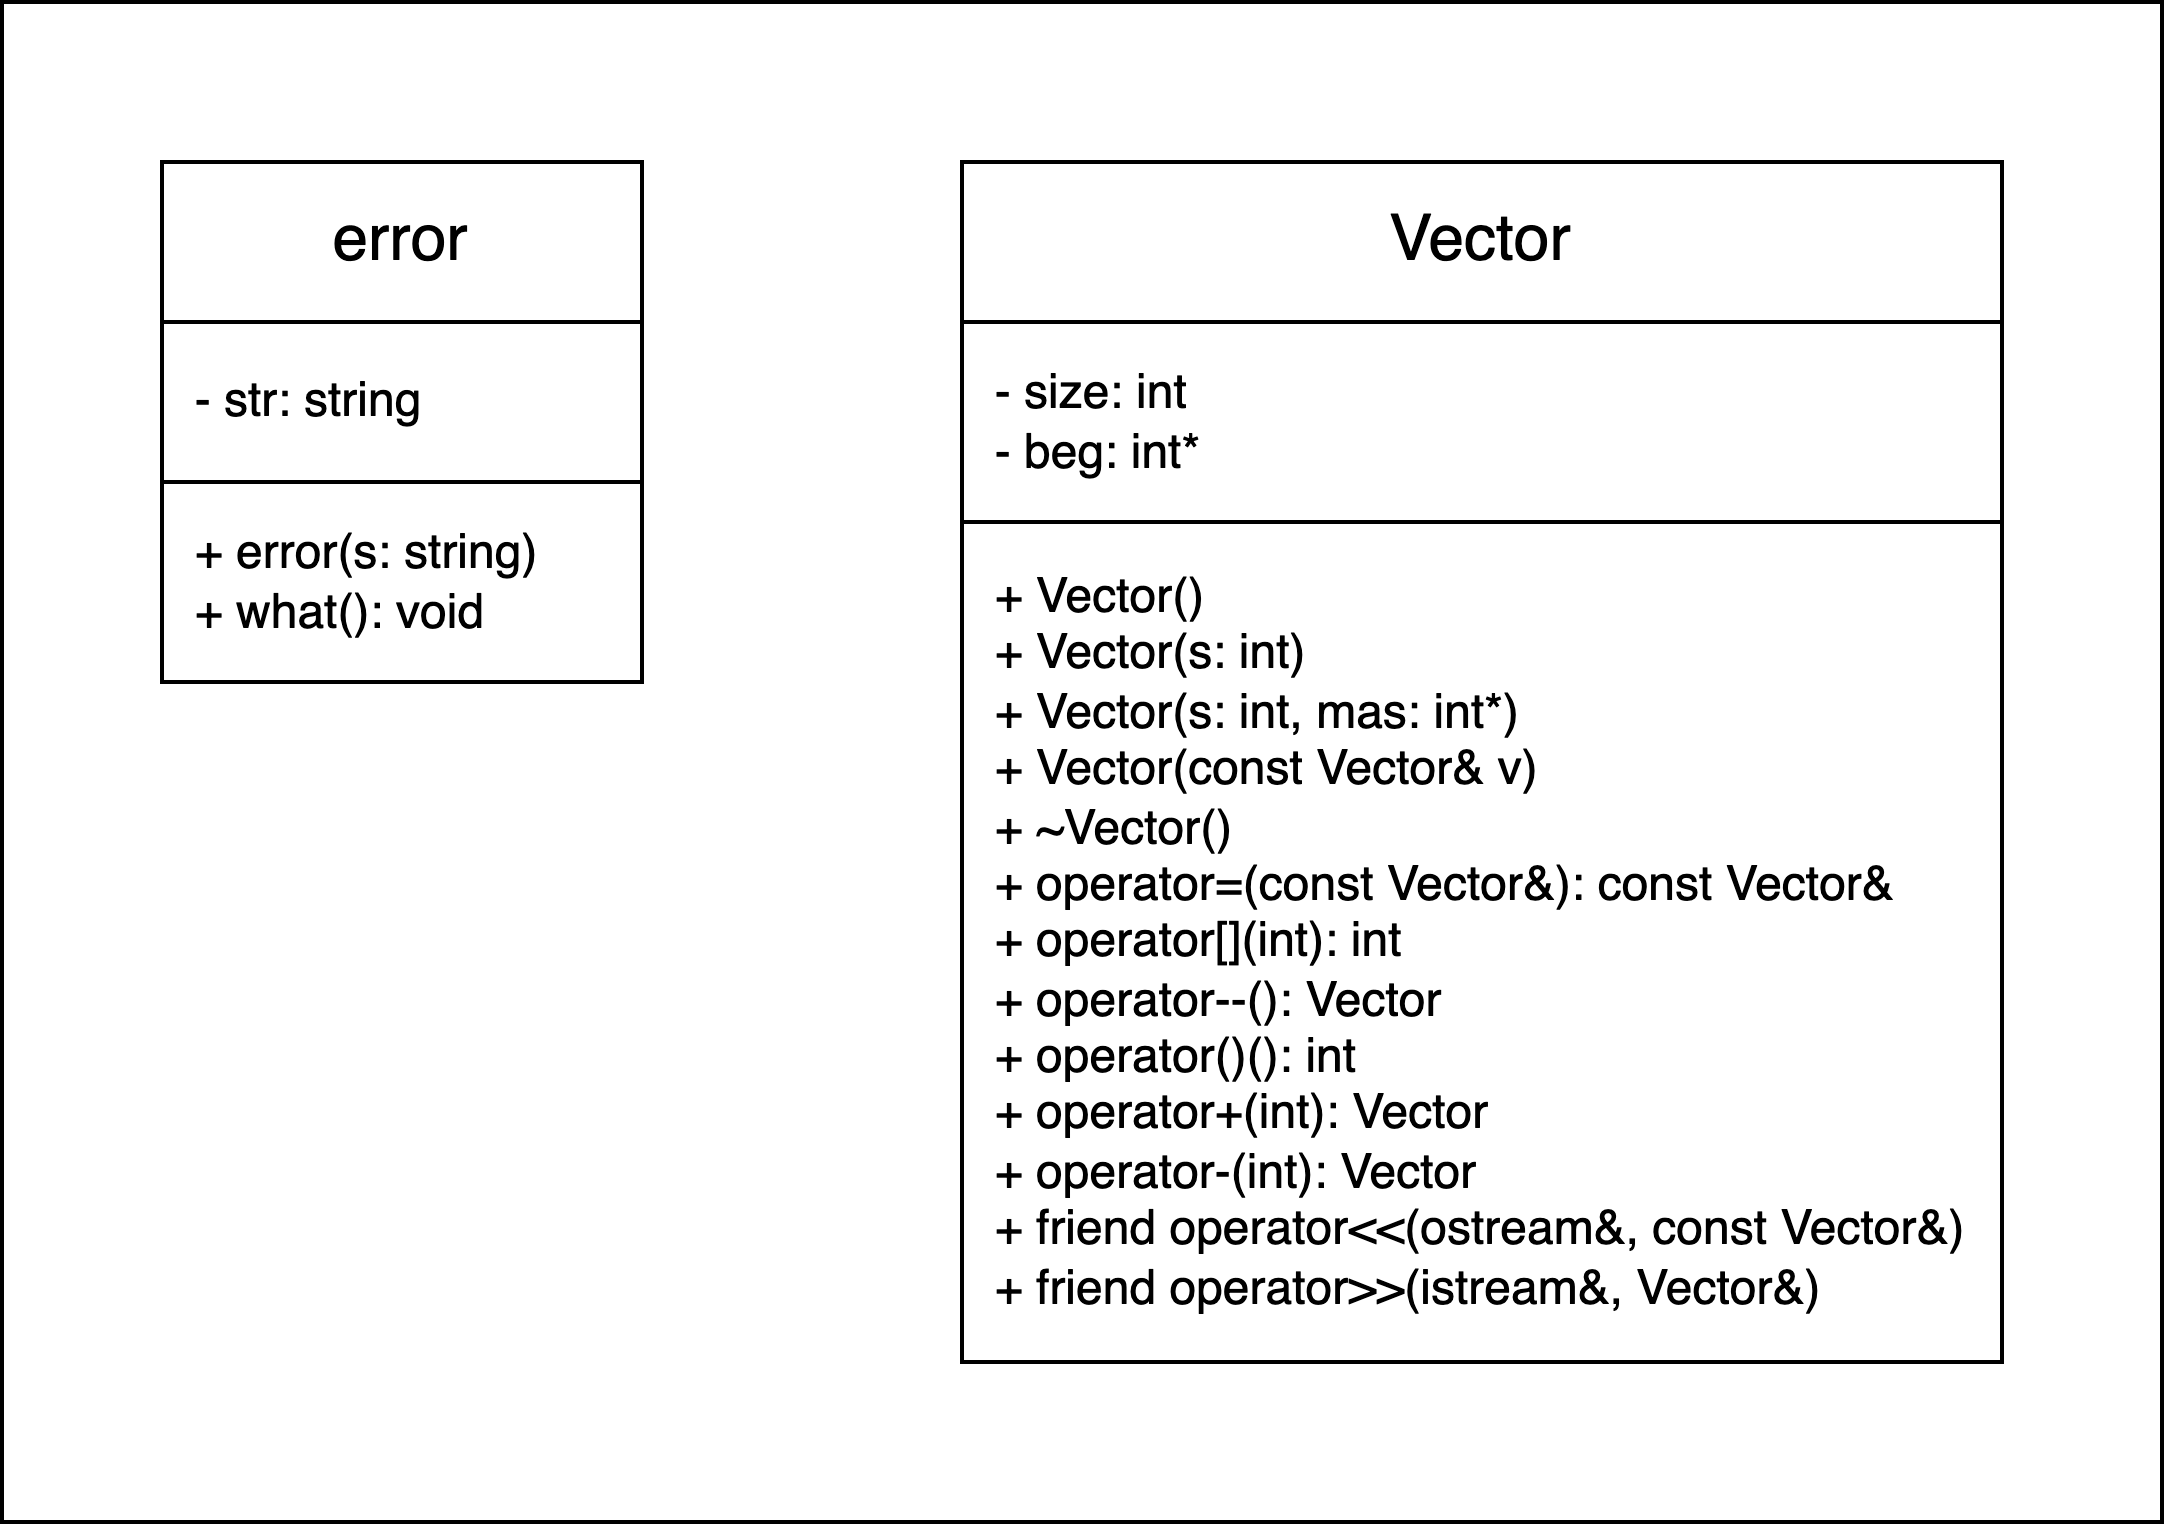 error
- str: string
+ error(s: string)
+ what(): void
Vector
- size: int
- beg: int*
+ Vector()
+ Vector(s: int)
+ Vector(s: int, mas: int*)
+ Vector(const Vector& v)
+ ~Vector()
+ operator=(const Vector&): const Vector&
+ operator[](int): int
+ operator--(): Vector
+ operator()(): int
+ operator+(int): Vector
+ operator-(int): Vector
+ friend operator<<(ostream&, const Vector&)
+ friend operator>>(istream&, Vector&)